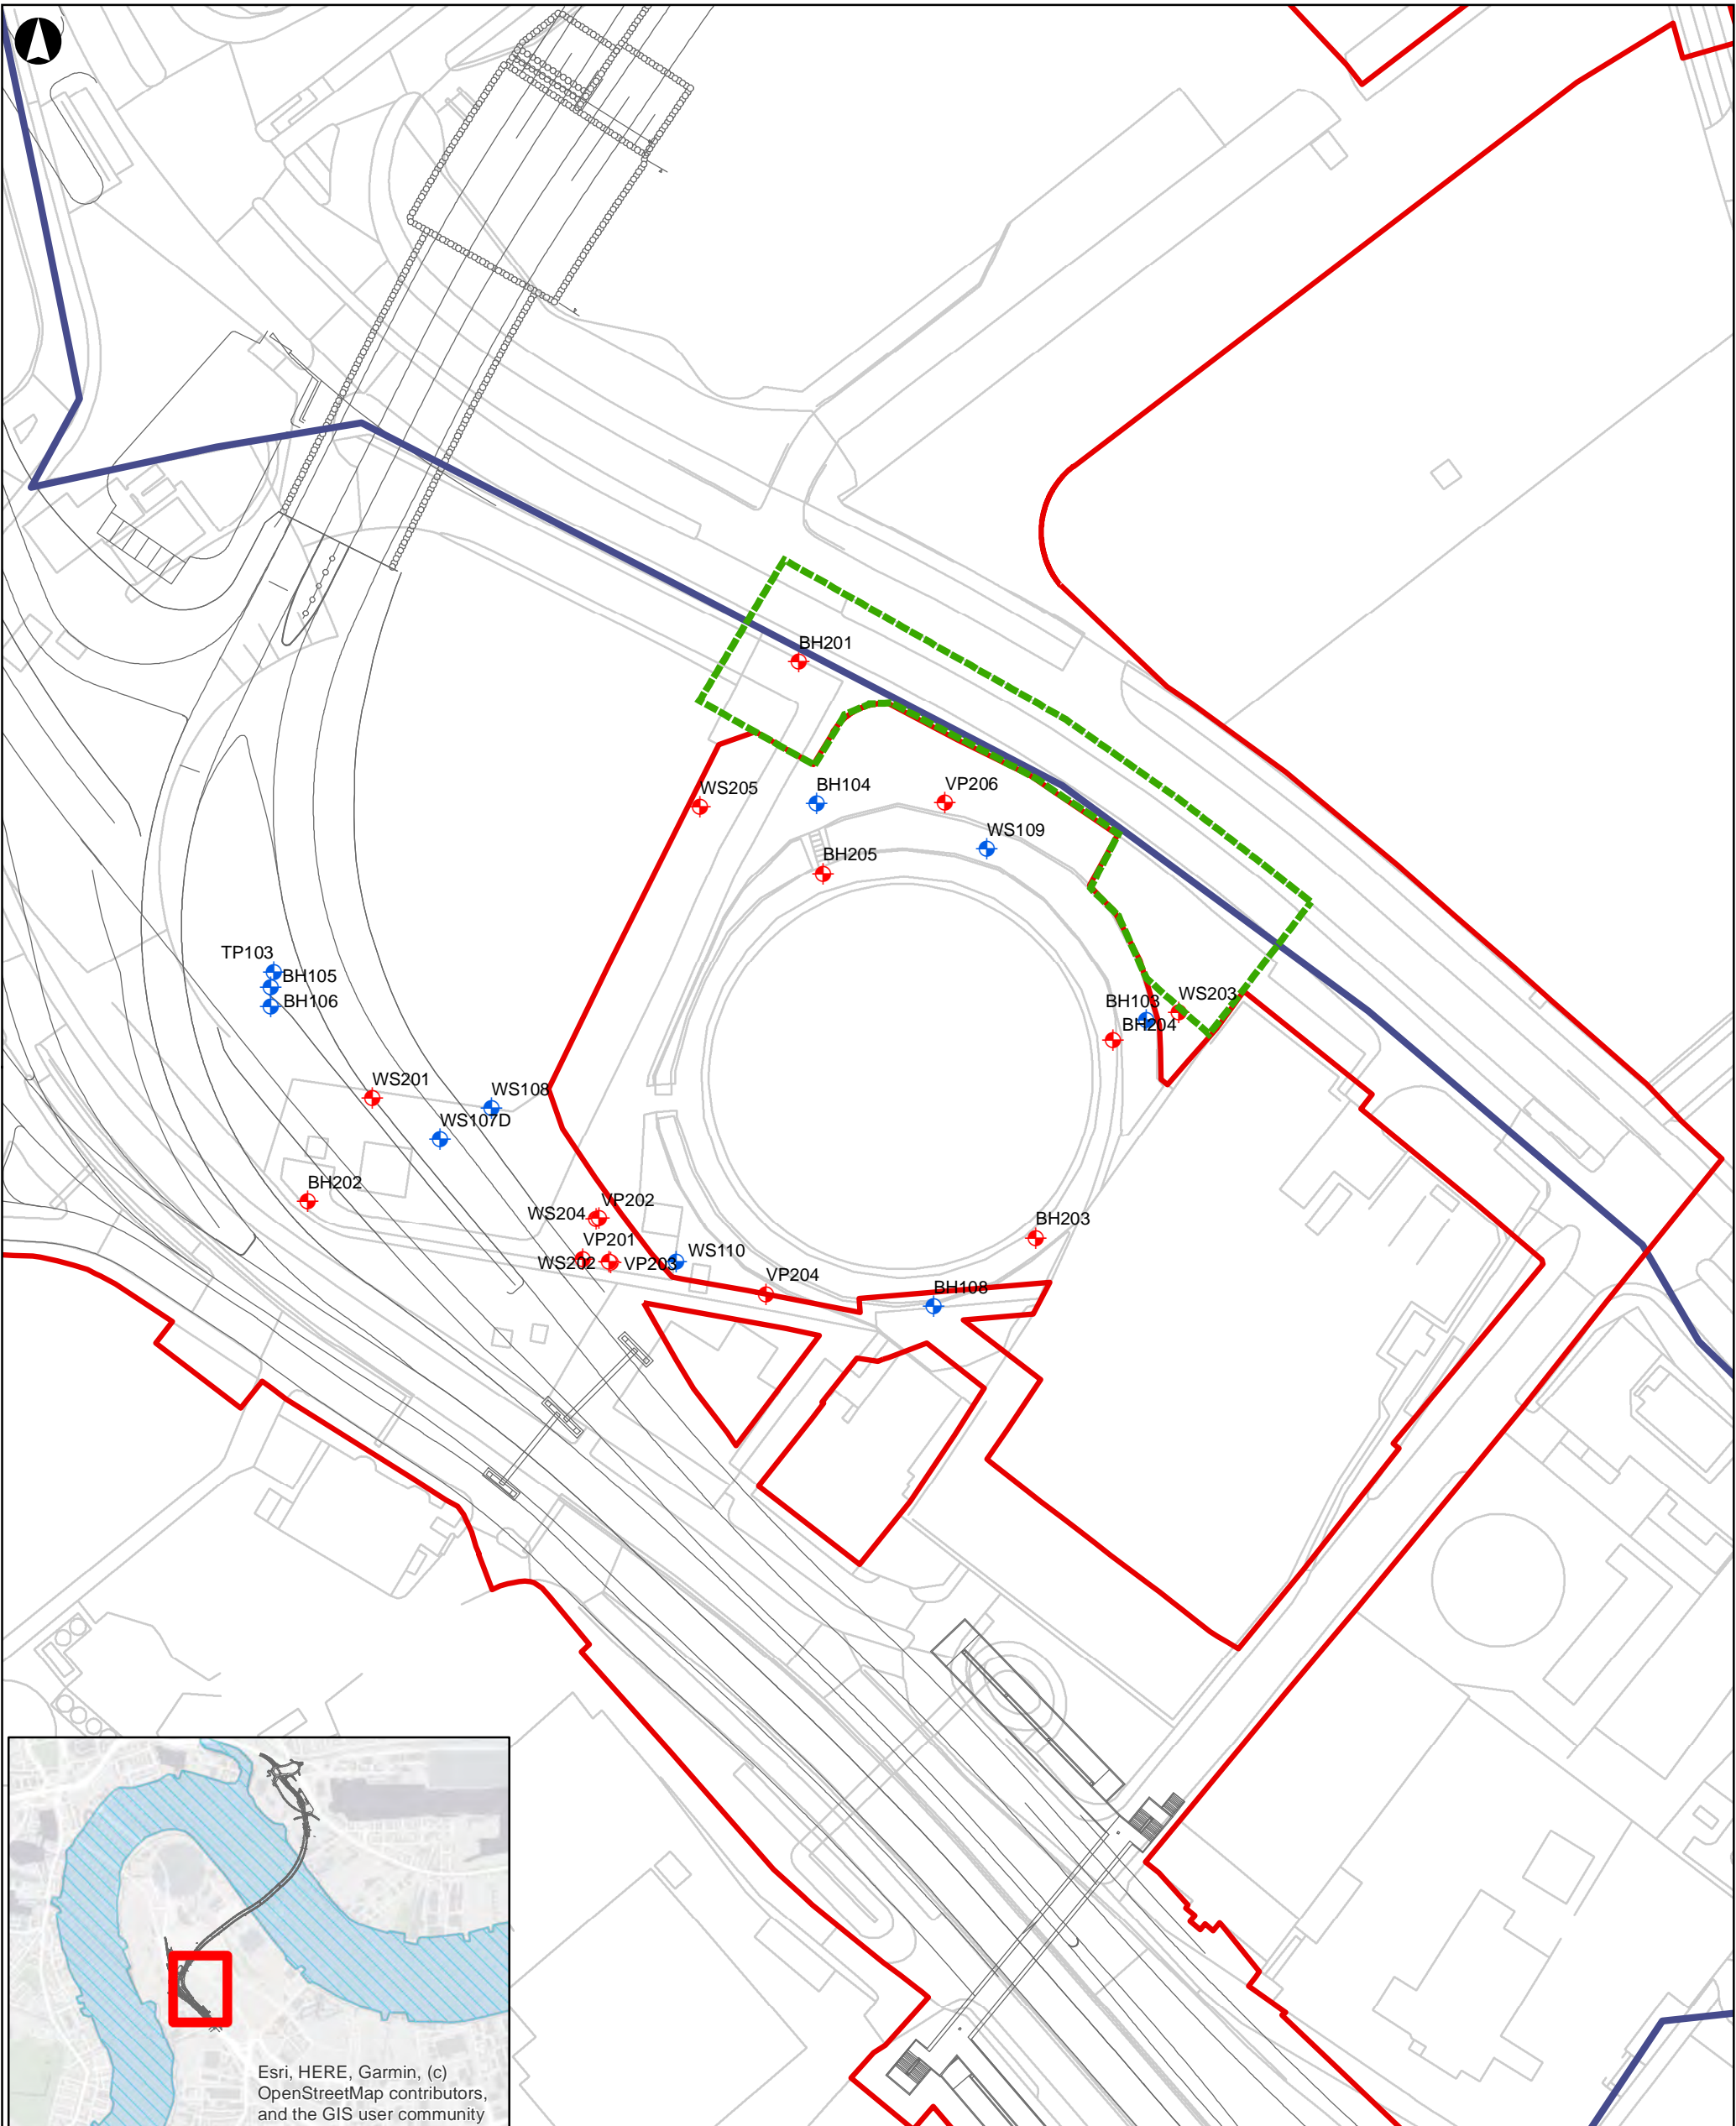 BH201
WS205
BH104
VP206
WS109
BH205
TP103
BH105
BH106
BH103
WS203
BH204
WS201
WS108
WS107D
BH202
VP202
WS204
BH203
VP201
WS202
VP203
WS110
VP204
BH108
Esri, HERE, Garmin, (c)
OpenStreetMap contributors,
and the GIS user community